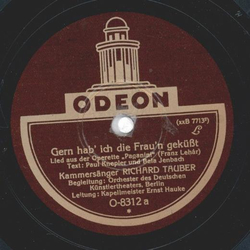 ODEON
(xxB 7713²)
L
Gern hab' ich die Frau'n geküßt
Lied aus der Operette „Paganini" (Franz Lehár)
Text: Paul Knepler und Bela Jenbach
Kammersänger RICHARD TAUBER
Begleitung: Orchester des Deutschen
Künstlertheaters, Berlin
Leitung: Kapellmeister Ernst Hauke
O-8312 a